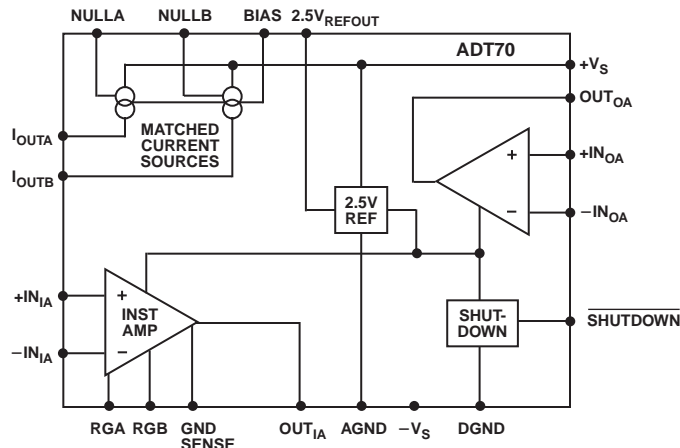 NULLA NULLB BIAS 2.5VREFOUT
ADT70
+VS
OUTOA
+INOA
−INOA
SHUTDOWN
IOUTA
IOUTB
MATCHED
CURRENT
SOURCES
2.5V
REF
+
−
+INIA
−INIA
+
INST
AMP
−
SHUT-
DOWN
RGA RGB GND
SENSE
OUTIA AGND −VS DGND